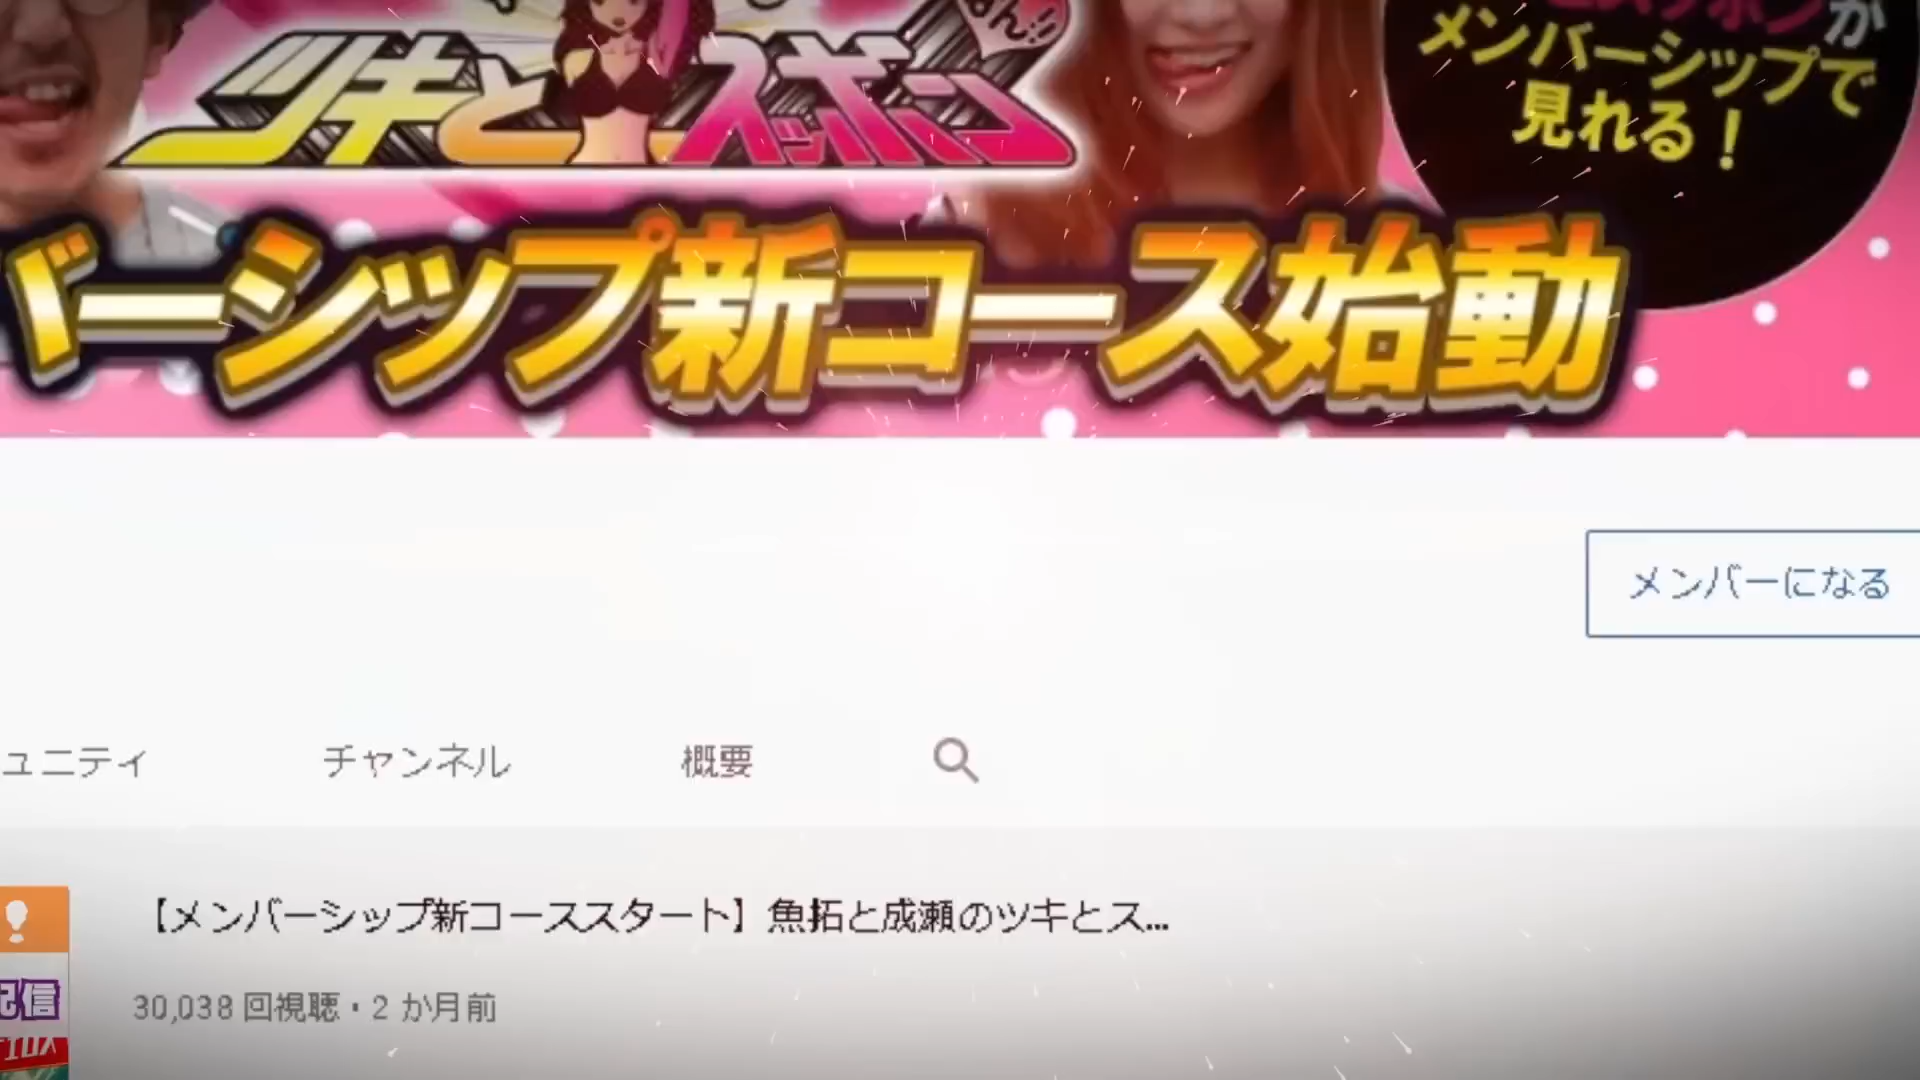 ツキとスッポン
メンバーシップで
見れる！
バーシップ新コース始動
メンバーになる
ュニティ
チャンネル
概要
【メンバーシップ新コーススタート】魚拓と成瀬のツキとス...
30,038 回視聴・2 か月前
配信